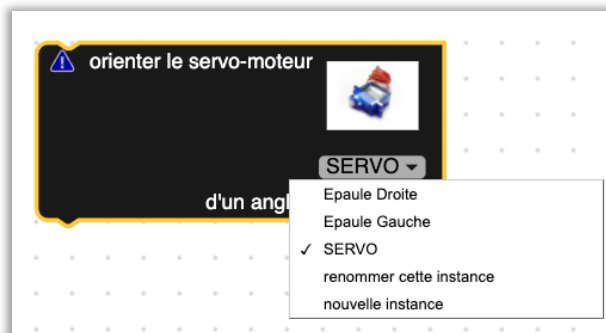 orienter le servo-moteur
SERVO
d'un angl
Epaule Droite
Epaule Gauche
✓ SERVO
renommer cette instance
nouvelle instance